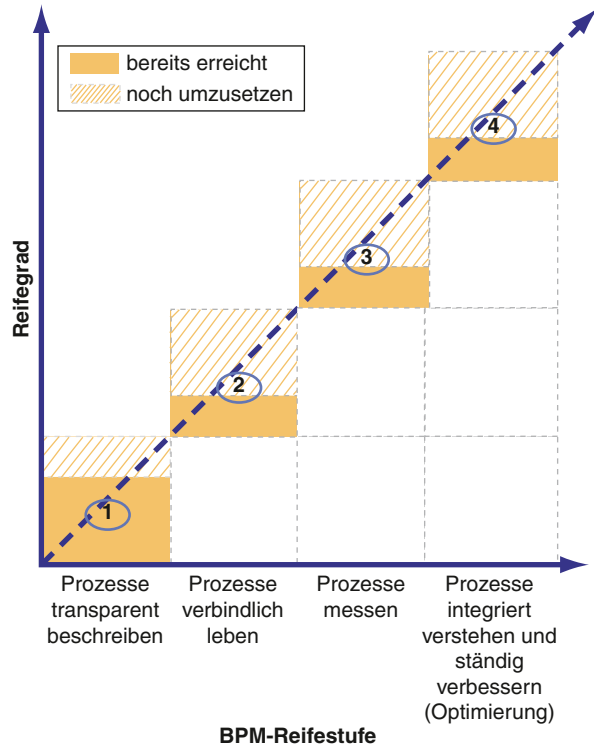 bereits erreicht
noch umzusetzen
Reifegrad
4
3
2
1
Prozesse
transparent
beschreiben
Prozesse
verbindlich
leben
Prozesse
messen
Prozesse
integriert
verstehen und
ständig
verbessern
(Optimierung)
BPM-Reifestufe